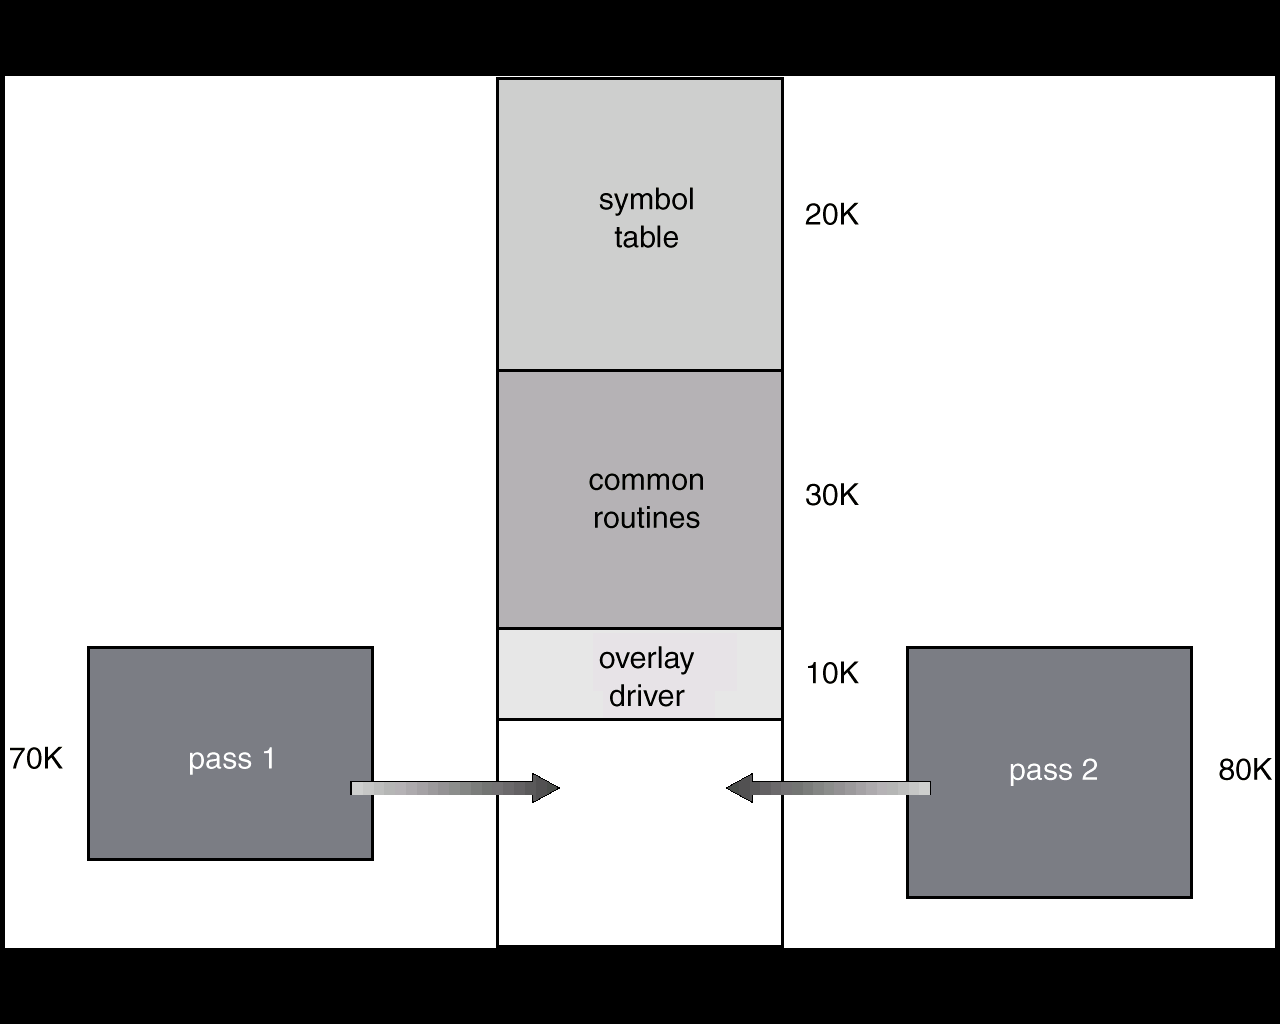 symbol
table
20K
common
routines
30K
overlay
driver
10K
70K
pass 1
pass 2
80K